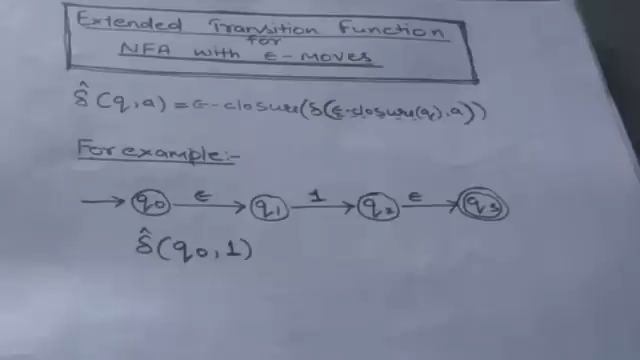 Extended Transition Function
for
NFA with ε-moves
δ̂(q,a) = ε-closure(δ(ε-closure(q),a))
For example:-
q0 ε q1 1 q2 ε q3
δ̂(q0,1)